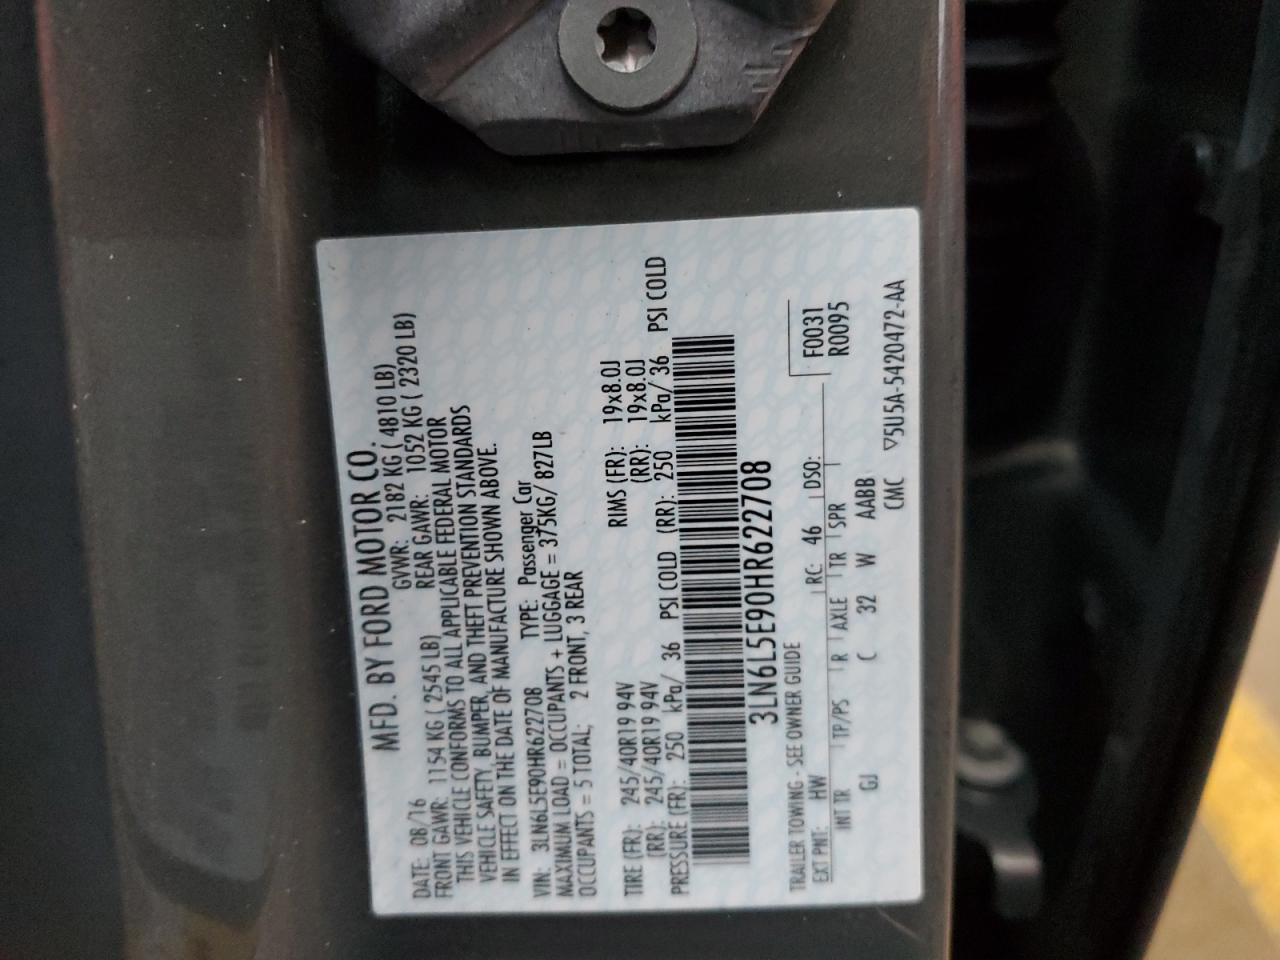 MFD. BY FORD MOTOR CO.
DATE: 08/16 GVWR: 2182 KG ( 4810 LB)
FRONT GAWR: 1154 KG ( 2545 LB) REAR GAWR: 1052 KG ( 2320 LB)
THIS VEHICLE CONFORMS TO ALL APPLICABLE FEDERAL MOTOR
VEHICLE SAFETY, BUMPER, AND THEFT PREVENTION STANDARDS
IN EFFECT ON THE DATE OF MANUFACTURE SHOWN ABOVE.
VIN: 3LN6L5E90HR622708 TYPE: Passenger Car
MAXIMUM LOAD = OCCUPANTS + LUGGAGE = 375KG/ 827LB
OCCUPANTS = 5 TOTAL; 2 FRONT, 3 REAR
TIRE (FR): 245/40R19 94V RIMS (FR): 19x8.0J
(RR): 245/40R19 94V (RR): 19x8.0J
PRESSURE (FR): 250 kPa/ 36 PSI COLD (RR): 250 kPa/ 36 PSI COLD
3LN6L5E90HR622708
TRAILER TOWING - SEE OWNER GUIDE F0031
EXT PNT: HW RC: 46 DSO: R0095
INT TR TP/PS R AXLE TR SPR
GJ C 32 W AABB
CMC ▽5U5A-5420472-AA